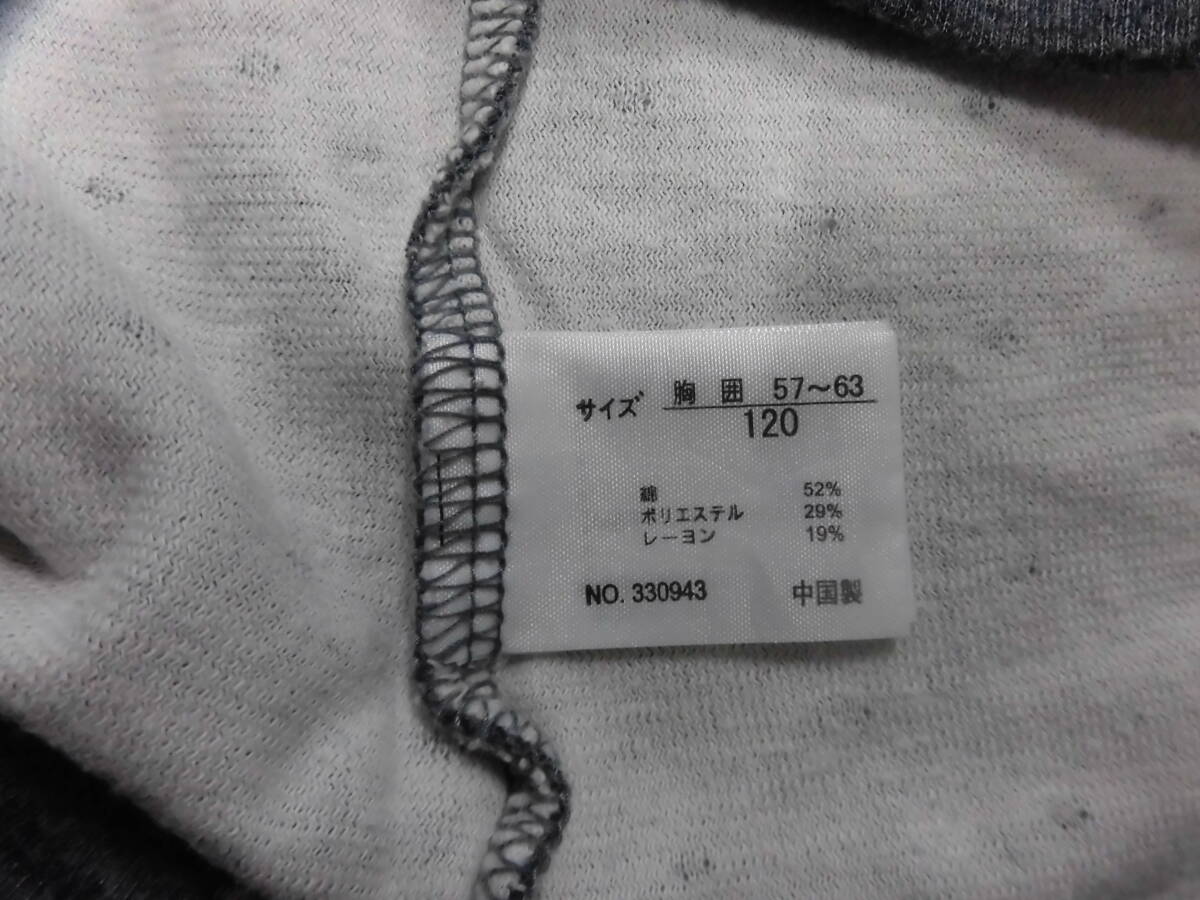 サイズ 胸囲 57～63
120
綿 52%
ポリエステル 29%
レーヨン 19%
NO. 330943 中国製